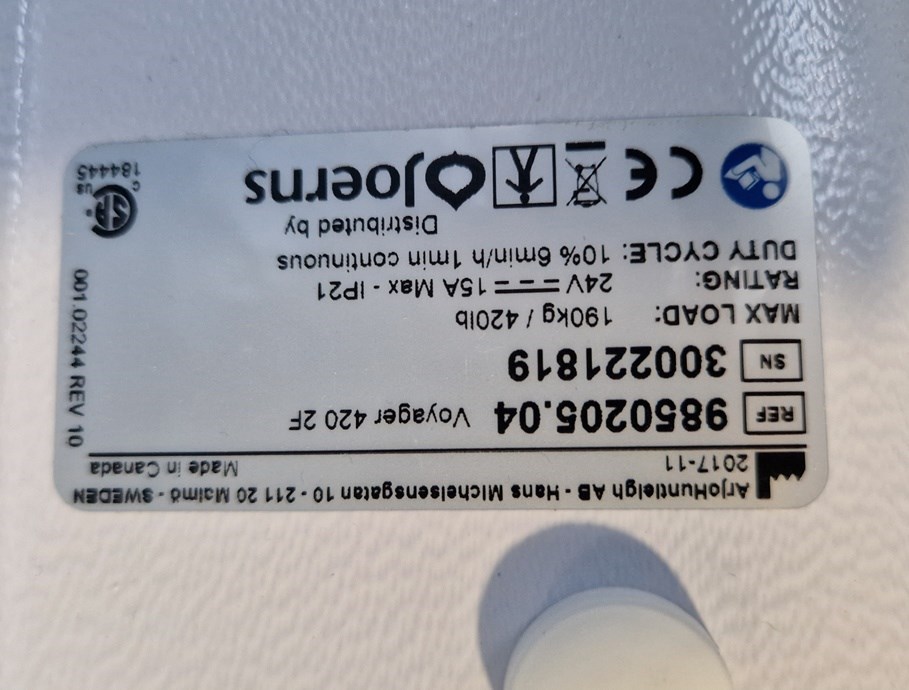 ArjoHuntleigh AB - Hans Michelsensgatan 10 - 211 20 Malmö - SWEDEN
2017-11 Made in Canada
REF 9850205.04 Voyager 420 2F
SN 300221819
MAX LOAD: 190kg / 420lb
RATING: 24V 15A Max - IP21
DUTY CYCLE: 10% 6min/h 1min continuous
Distributed by
Joerns
CE
001.02244 REV 10
C US
184445